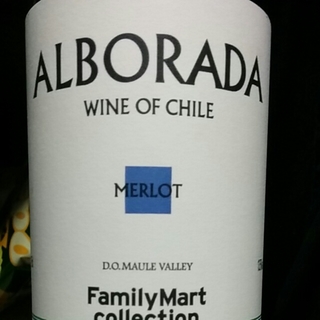 ALBORADA
WINE OF CHILE
MERLOT
D.O. MAULE VALLEY
FamilyMart
collection